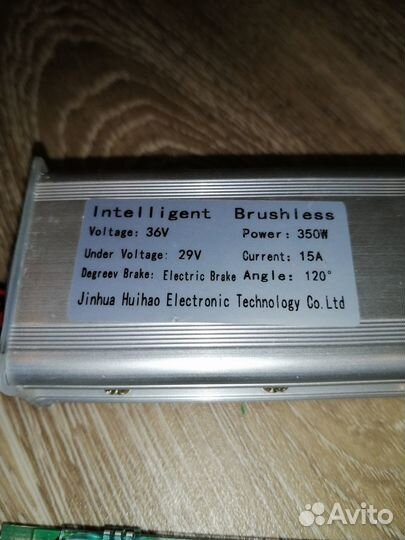 Intelligent Brushless
Voltage: 36V Power: 350W
Under Voltage: 29V Current: 15A
Degreev Brake: Electric Brake Angle: 120°
Jinhua Huihao Electronic Technology Co.Ltd
Avito